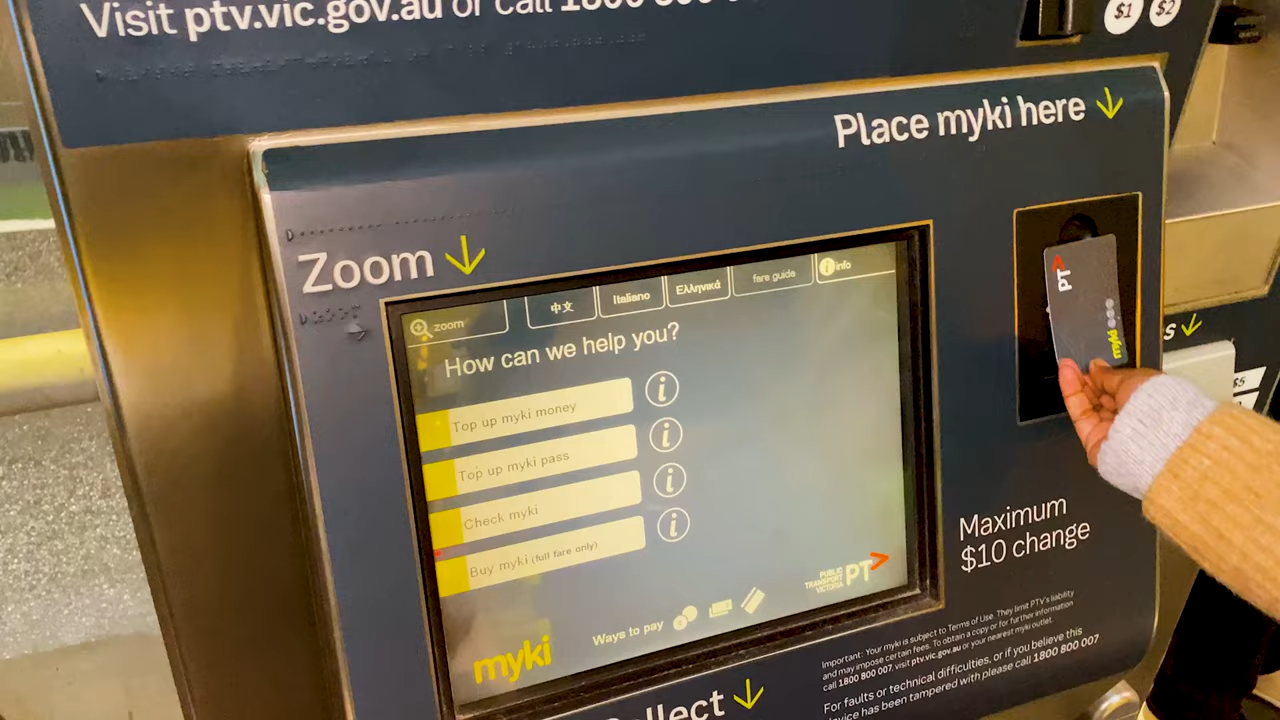 Visit ptv.vic.gov.au or call 1800 800
$1 $2
Place myki here
Zoom
zoom
中文
Italiano
Ελληνικά
fare guide
i info
How can we help you?
Top up myki money
i
Top up myki pass
i
Check myki
i
Buy myki (full fare only)
i
myki
Ways to pay
PUBLIC
TRANSPORT
VICTORIA
PT>
PT>
myki
$5
Maximum
$10 change
Important: Your myki is subject to Terms of Use. They limit PTV's liability
and may impose certain fees. To obtain a copy or for further information
call 1800 800 007, visit ptv.vic.gov.au or your nearest myki outlet.
For faults or technical difficulties, or if you believe this
device has been tampered with please call 1800 800 007
Collect